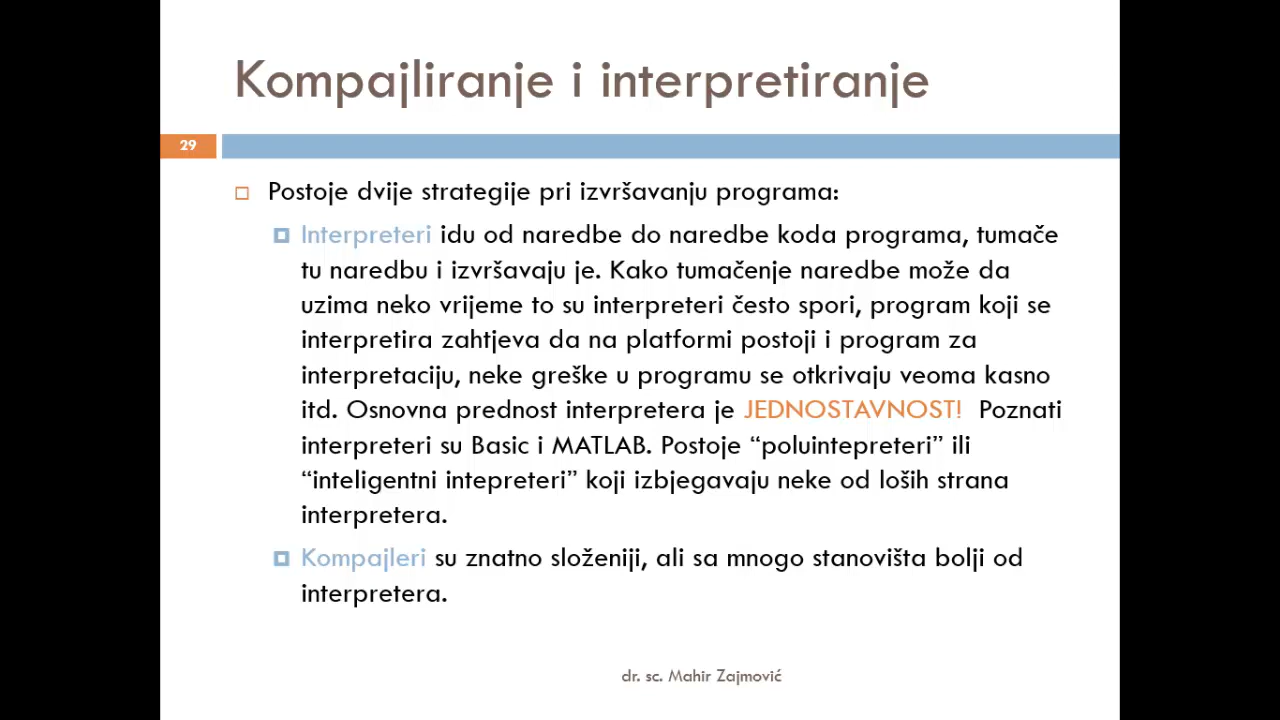 Kompajliranje i interpretiranje
29
Postoje dvije strategije pri izvršavanju programa:
Interpreteri idu od naredbe do naredbe koda programa, tumače
tu naredbu i izvršavaju je. Kako tumačenje naredbe može da
uzima neko vrijeme to su interpreteri često spori, program koji se
interpretira zahtjeva da na platformi postoji i program za
interpretaciju, neke greške u programu se otkrivaju veoma kasno
itd. Osnovna prednost interpretera je JEDNOSTAVNOST! Poznati
interpreteri su Basic i MATLAB. Postoje “poluintepreteri” ili
“inteligentni intepreteri” koji izbjegavaju neke od loših strana
interpretera.
Kompajleri su znatno složeniji, ali sa mnogo stanovišta bolji od
interpretera.
dr. sc. Mahir Zajmović